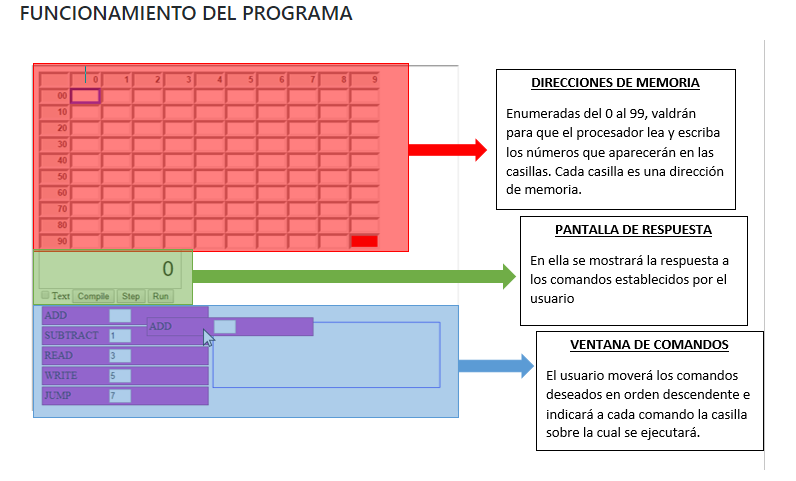 FUNCIONAMIENTO DEL PROGRAMA
0 1 2 3 4 5 6 7 8 9
00
10
20
30
40
50
60
70
80
90
DIRECCIONES DE MEMORIA
Enumeradas del 0 al 99, valdrán
para que el procesador lea y escriba
los números que aparecerán en las
casillas. Cada casilla es una dirección
de memoria.
0
Text Compile Step Run
PANTALLA DE RESPUESTA
En ella se mostrará la respuesta a
los comandos establecidos por el
usuario
ADD
ADD
SUBTRACT 1
READ 3
WRITE 5
JUMP 7
VENTANA DE COMANDOS
El usuario moverá los comandos
deseados en orden descendente e
indicará a cada comando la casilla
sobre la cual se ejecutará.